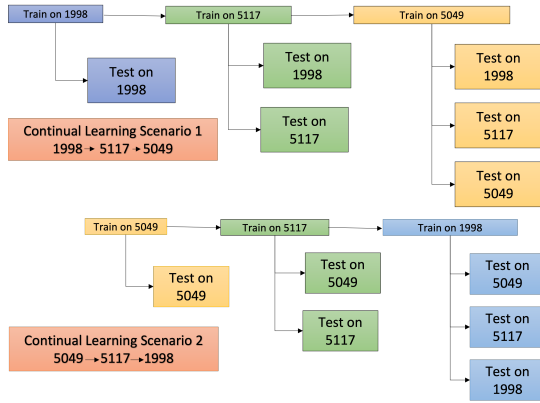 Train on 1998
Train on 5117
Train on 5049
Test on
1998
Test on
1998
Test on
5117
Test on
1998
Test on
5117
Test on
5049
Continual Learning Scenario 1
1998→5117→5049
Train on 5049
Train on 5117
Train on 1998
Test on
5049
Test on
5049
Test on
5117
Test on
5049
Test on
5117
Test on
1998
Continual Learning Scenario 2
5049→5117→1998